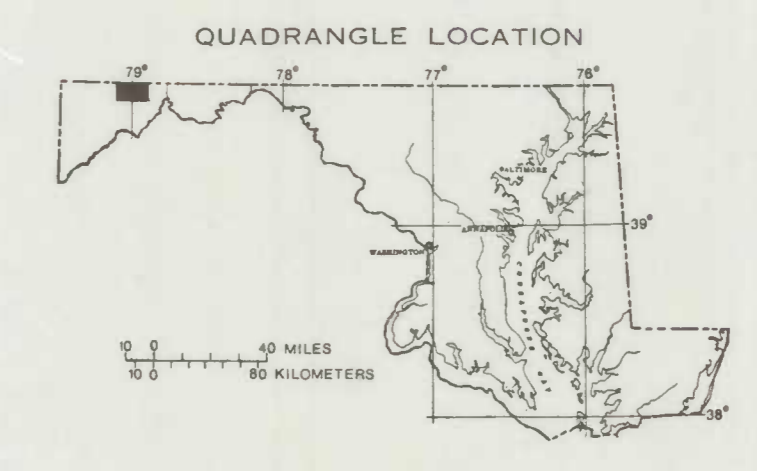 QUADRANGLE LOCATION
79° 78° 77° 76°
BALTIMORE
39°
ANNAPOLIS
WASHINGTON
10 0 40 MILES
10 0 80 KILOMETERS
38°